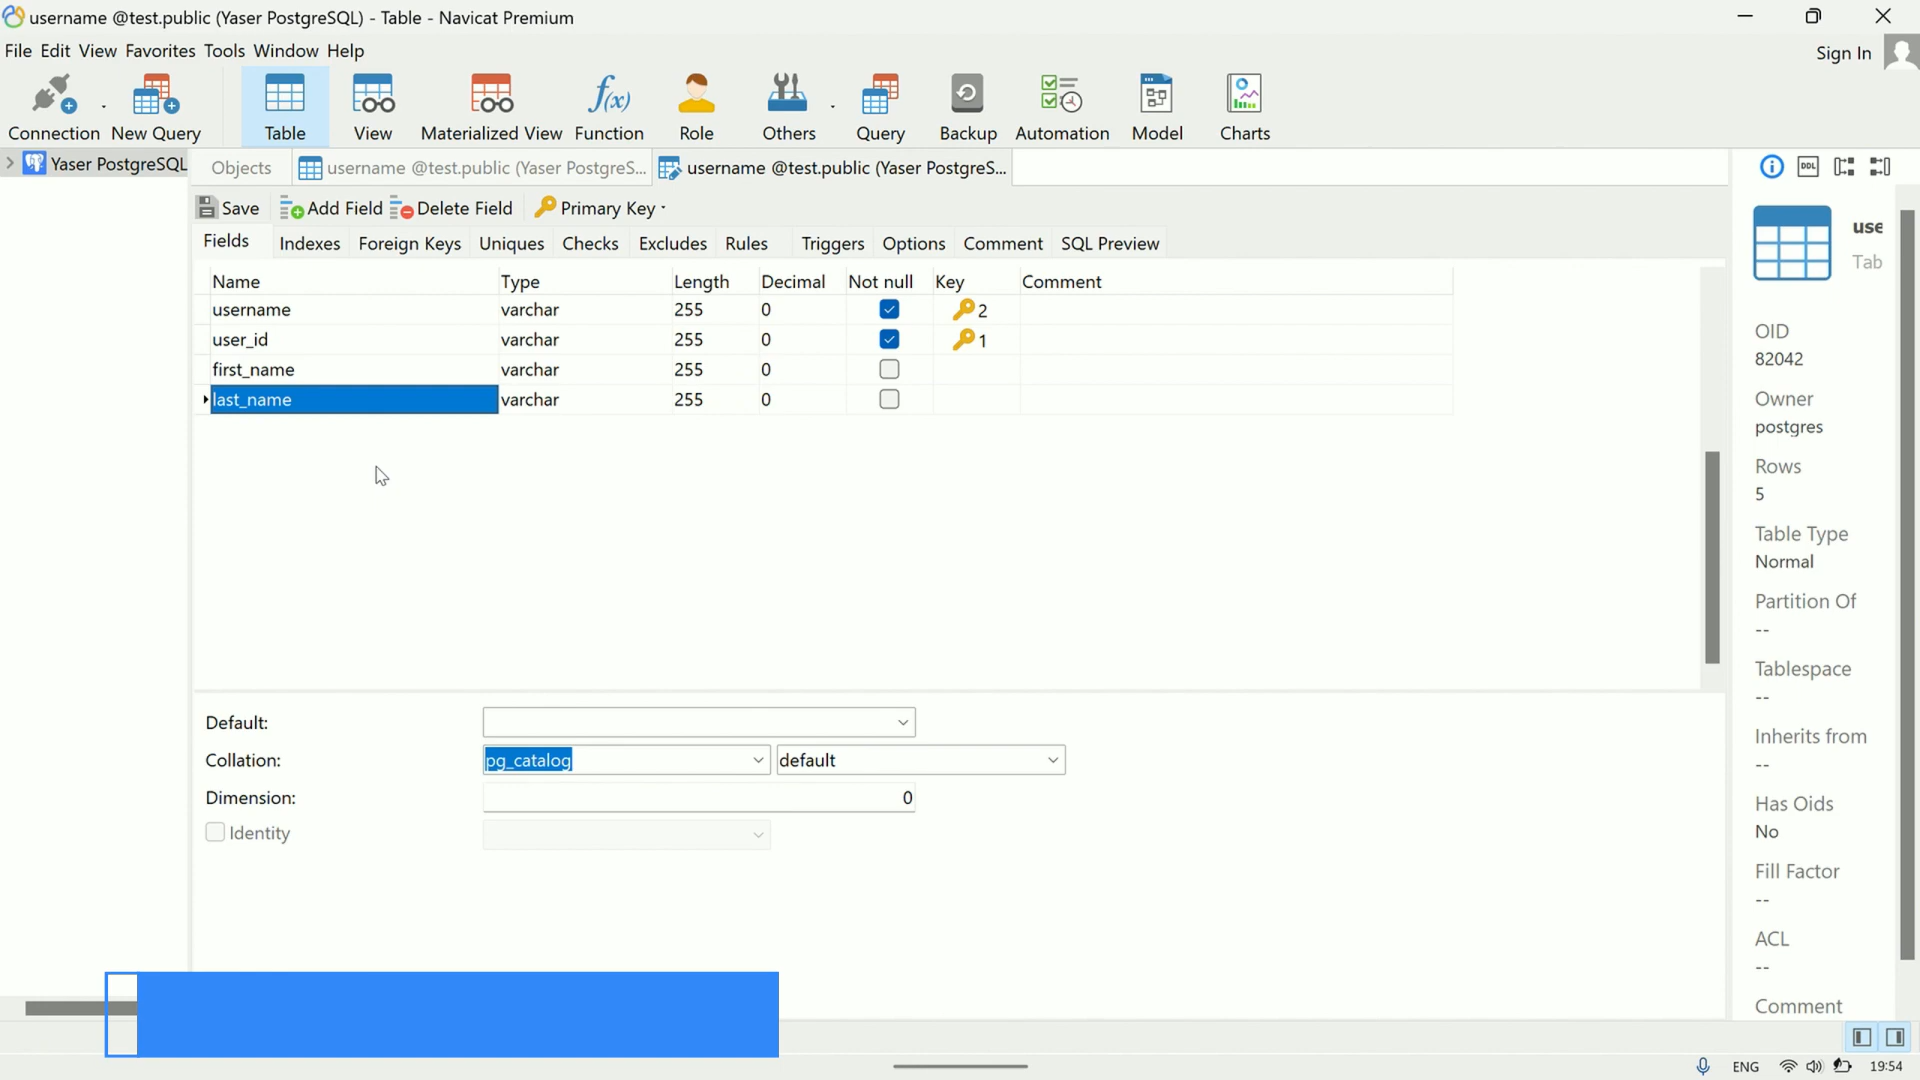 username @test.public (Yaser PostgreSQL) - Table - Navicat Premium
File Edit View Favorites Tools Window Help
Sign In
Connection New Query Table View Materialized View Function Role Others Query Backup Automation Model Charts
Yaser PostgreSQL
Objects username @test.public (Yaser PostgreS... username @test.public (Yaser PostgreS...
DDL
Save Add Field Delete Field Primary Key
Fields Indexes Foreign Keys Uniques Checks Excludes Rules Triggers Options Comment SQL Preview
Name Type Length Decimal Not null Key Comment
username varchar 255 0 2
user_id varchar 255 0 1
first_name varchar 255 0
last_name varchar 255 0
Default:
Collation: pg_catalog default
Dimension: 0
Identity
use
Tab
OID
82042
Owner
postgres
Rows
5
Table Type
Normal
Partition Of
--
Tablespace
--
Inherits from
--
Has Oids
No
Fill Factor
--
ACL
--
Comment
ENG 19:54